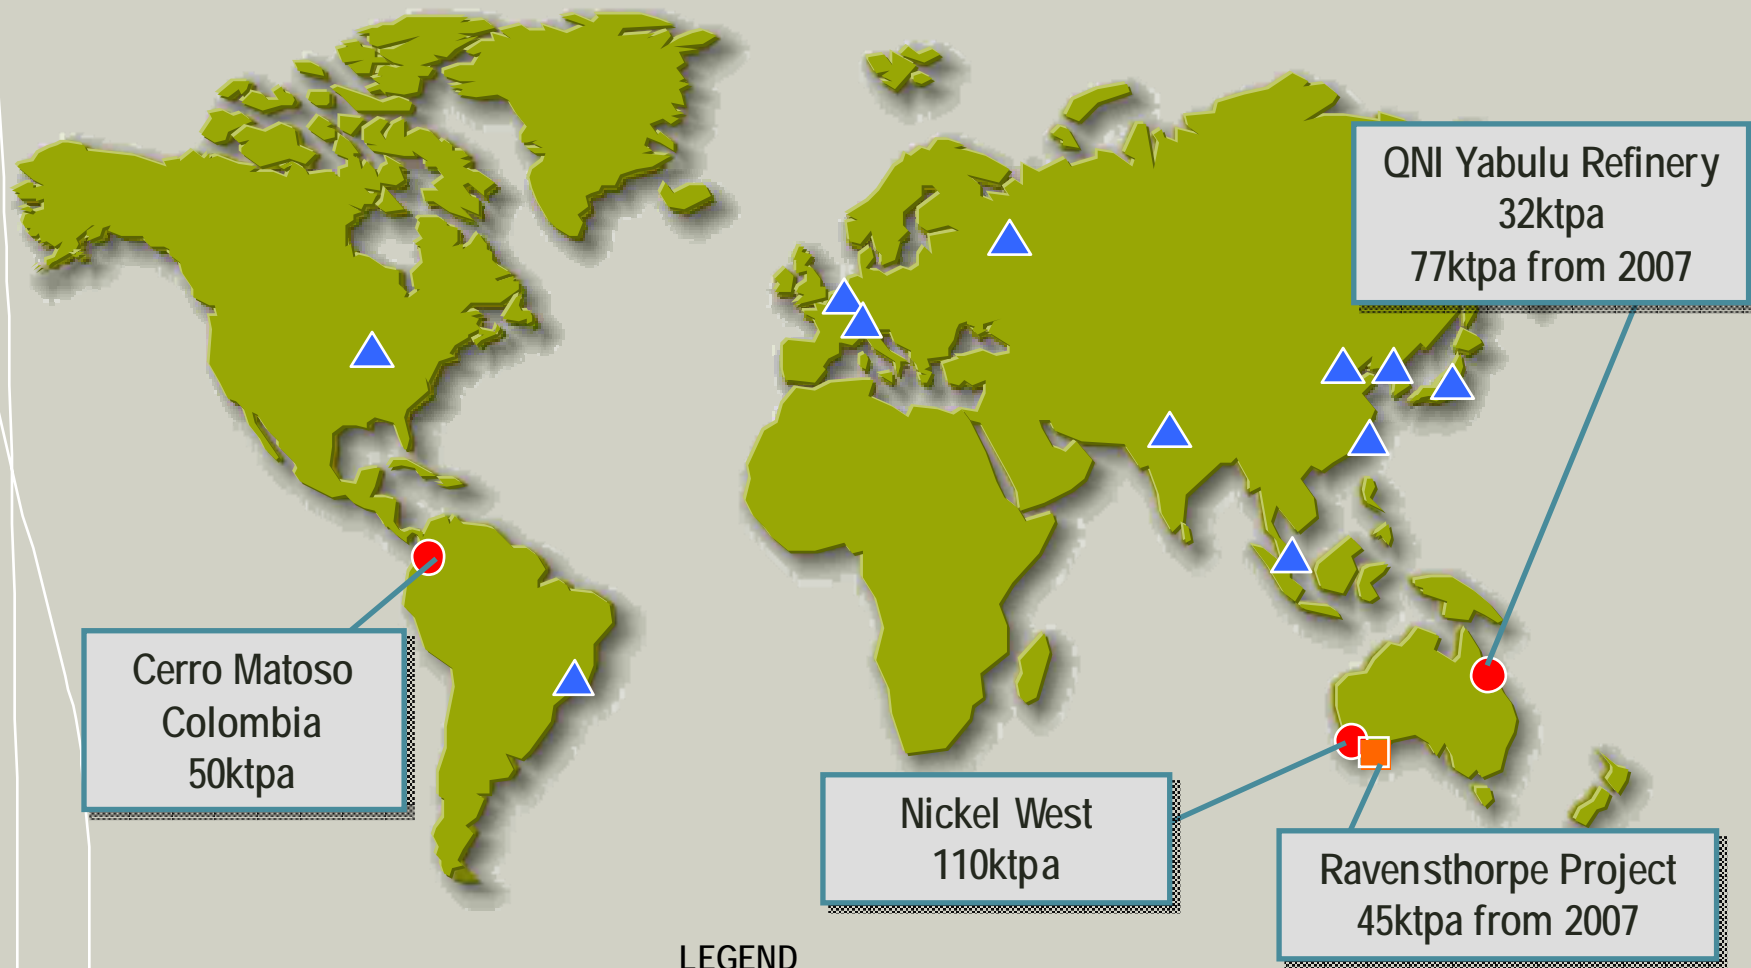 QNI Yabulu Refinery
32ktpa
77ktpa from 2007
Cerro Matoso
Colombia
50ktpa
Nickel West
110ktpa
Ravensthorpe Project
45ktpa from 2007
LEGEND